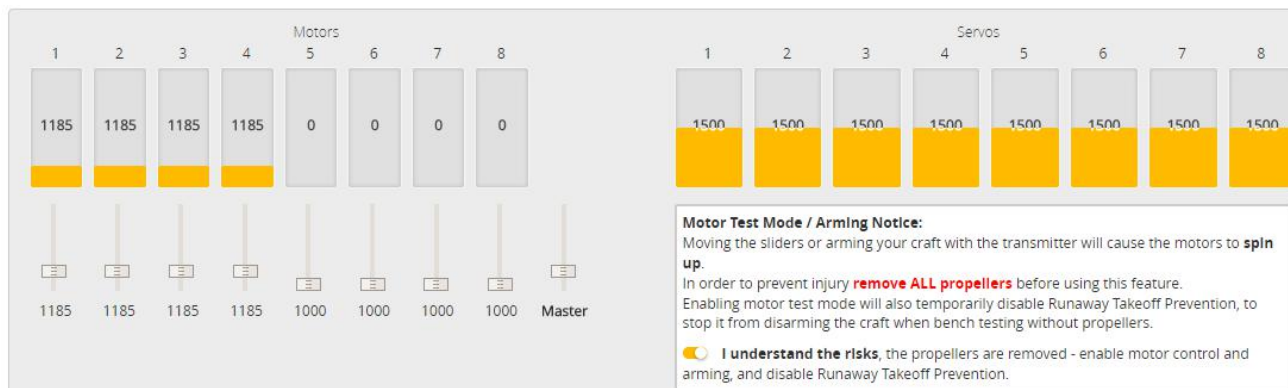 Motors
1 2 3 4 5 6 7 8
1185 1185 1185 1185 0 0 0 0
1185 1185 1185 1185 1000 1000 1000 1000 Master
Servos
1 2 3 4 5 6 7 8
1500 1500 1500 1500 1500 1500 1500 1500
Motor Test Mode / Arming Notice:
Moving the sliders or arming your craft with the transmitter will cause the motors to spin
up.
In order to prevent injury remove ALL propellers before using this feature.
Enabling motor test mode will also temporarily disable Runaway Takeoff Prevention, to
stop it from disarming the craft when bench testing without propellers.
I understand the risks, the propellers are removed - enable motor control and
arming, and disable Runaway Takeoff Prevention.